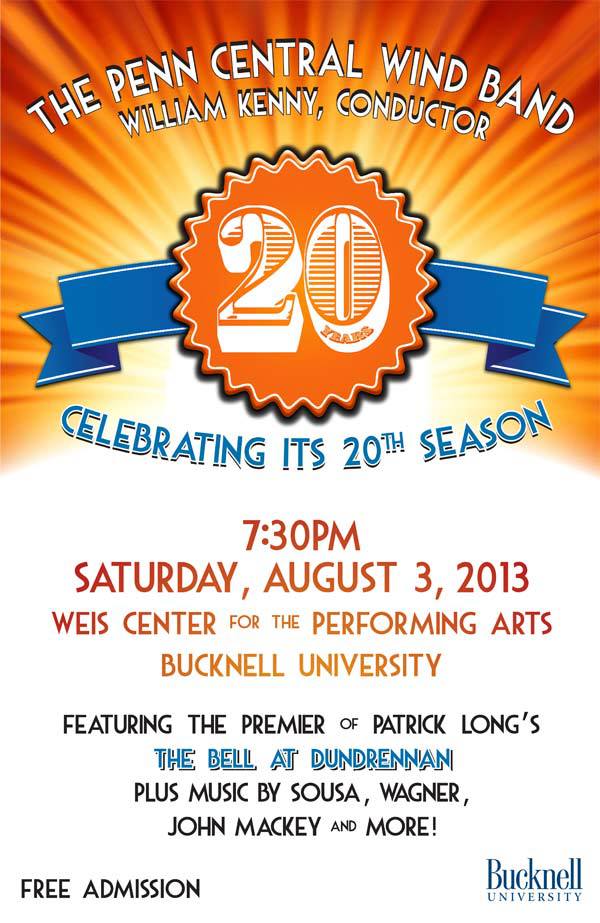 THE PENN CENTRAL WIND BAND
WILLIAM KENNY, CONDUCTOR
20
YEARS
CELEBRATING ITS 20TH SEASON
7:30PM
SATURDAY, AUGUST 3, 2013
WEIS CENTER FOR THE PERFORMING ARTS
BUCKNELL UNIVERSITY
FEATURING THE PREMIER OF PATRICK LONG'S
THE BELL AT DUNDRENNAN
PLUS MUSIC BY SOUSA, WAGNER,
JOHN MACKEY AND MORE!
FREE ADMISSION
Bucknell
UNIVERSITY